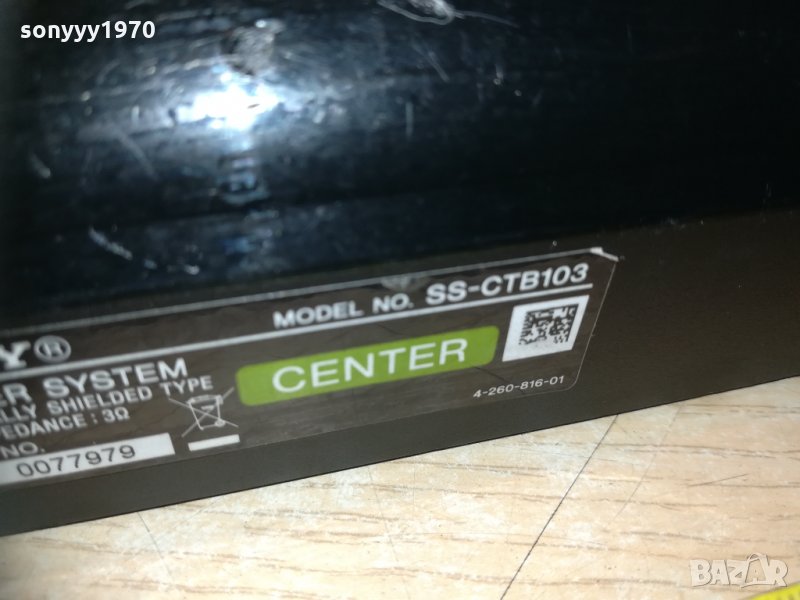 sonyyy1970
MODEL NO. SS-CTB103
Y®
ER SYSTEM
LLY SHIELDED TYPE
EDANCE : 3Ω
NO.
0077979
CENTER
4-260-816-01
BAZAR